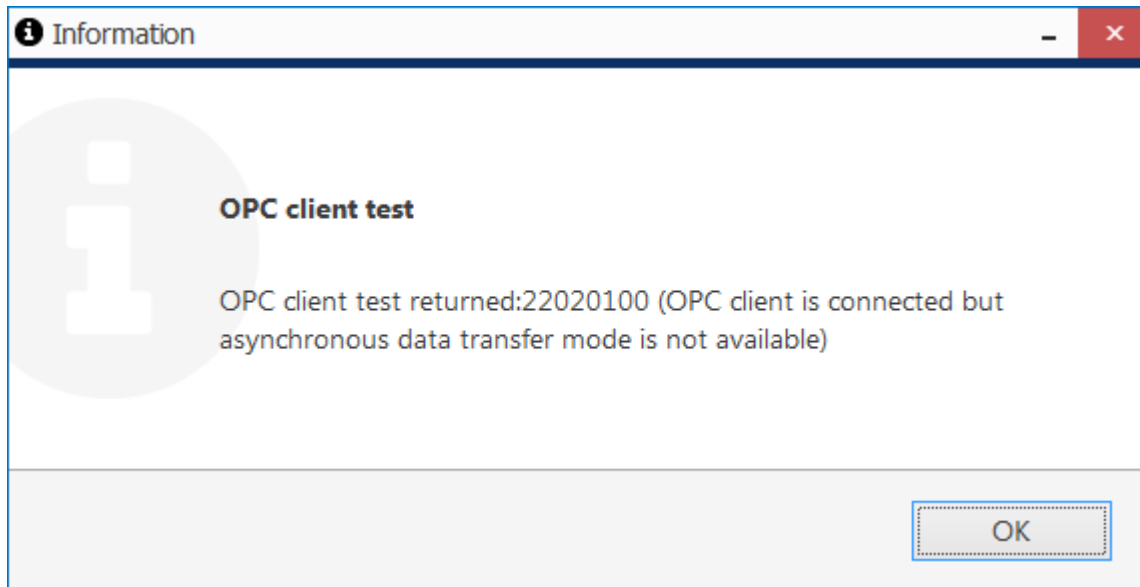 Information
OPC client test
OPC client test returned:22020100 (OPC client is connected but
asynchronous data transfer mode is not available)
OK